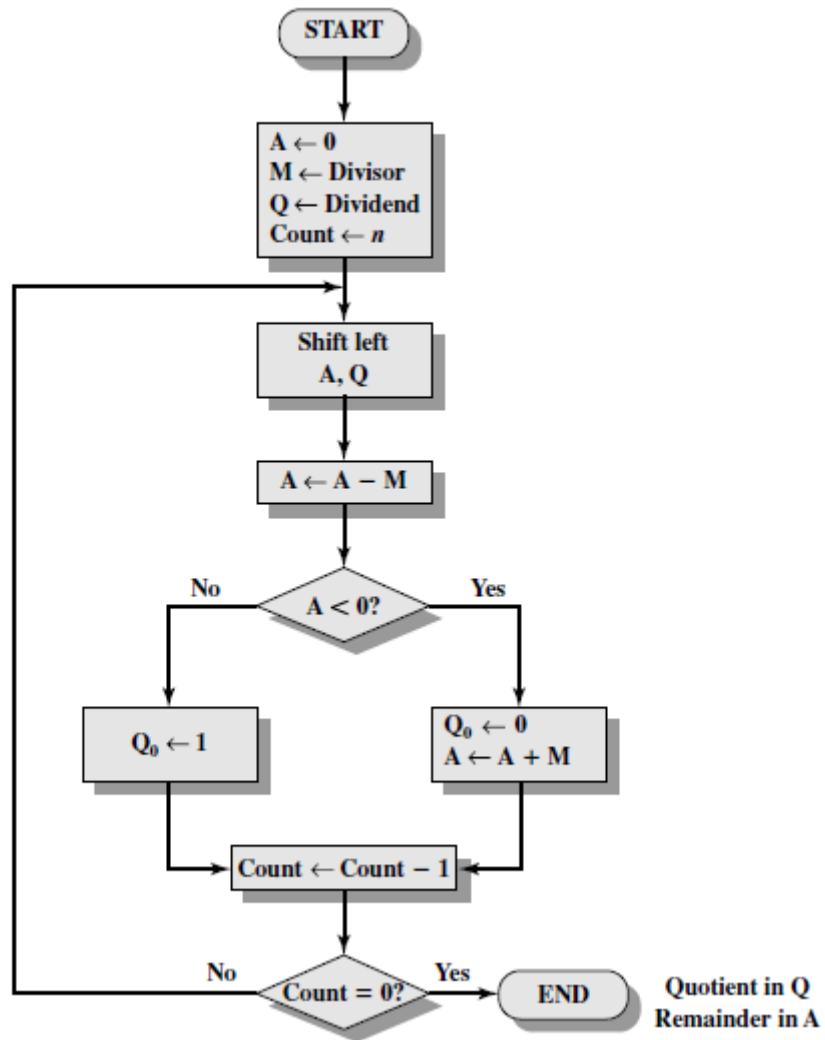 START
A ← 0
M ← Divisor
Q ← Dividend
Count ← n
Shift left
A, Q
A ← A − M
No
A < 0?
Yes
Q₀ ← 1
Q₀ ← 0
A ← A + M
Count ← Count − 1
No
Count = 0?
Yes
END
Quotient in Q
Remainder in A